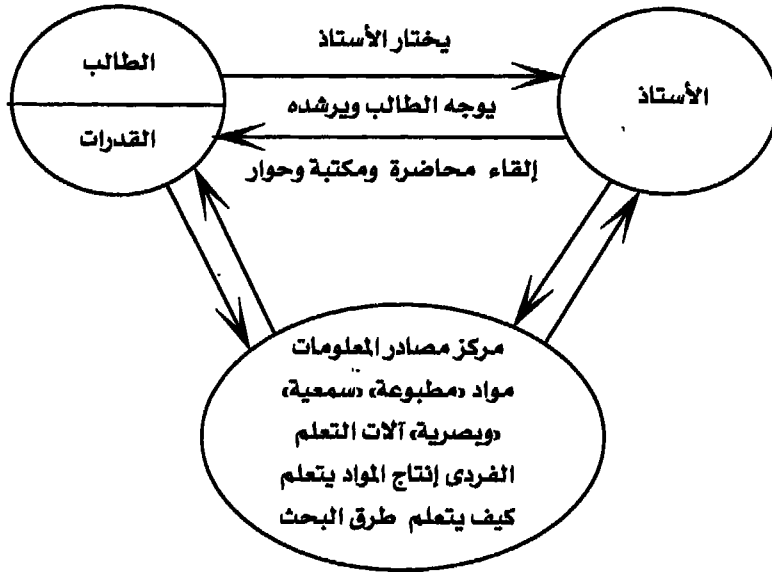 يختار الأستاذ
الأستاذ
الطالب
يوجه الطالب ويرشده
القدرات
إلقاء محاضرة ومكتبة وحوار
مركز مصادر المعلومات
مواد «مطبوعة» «سمعية»
«وبصرية» آلات التعلم
الفردى إنتاج المواد يتعلم
كيف يتعلم طرق البحث